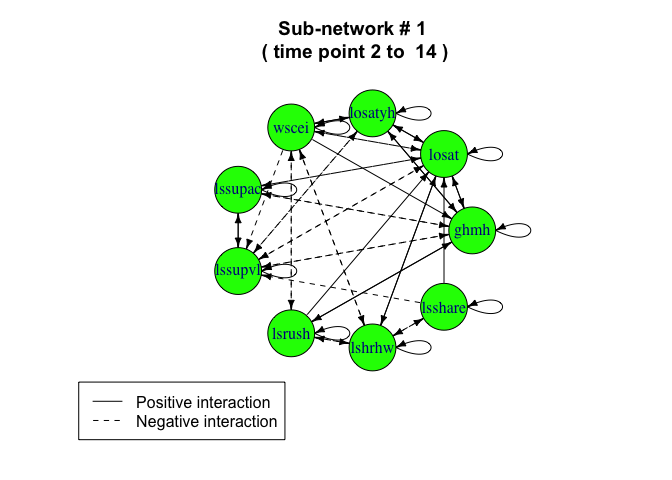 Sub-network # 1
( time point 2 to 14 )
losatyh
wscei
losat
lssupac
ghmh
lssupvl
lsshare
lsrush
lshrhw
Positive interaction
Negative interaction